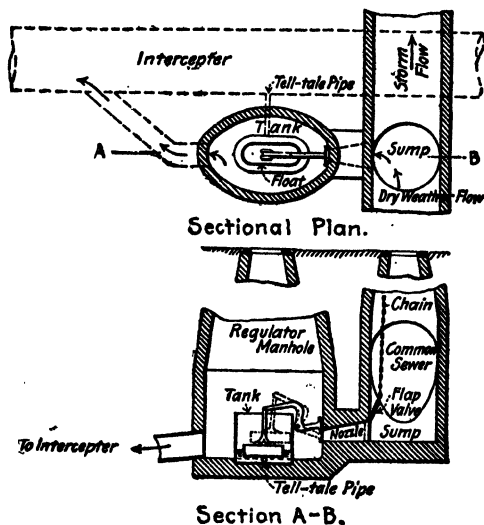 Intercepter
Storm
Flow
Tell-tale Pipe
Tank
A
Float
Sump
B
Dry Weather Flow
Sectional Plan.
Chain
Regulator
Manhole
Common
Sewer
Tank
Flap
Valve
Nozzle
Sump
To Intercepter
Tell-tale Pipe
Section A-B.